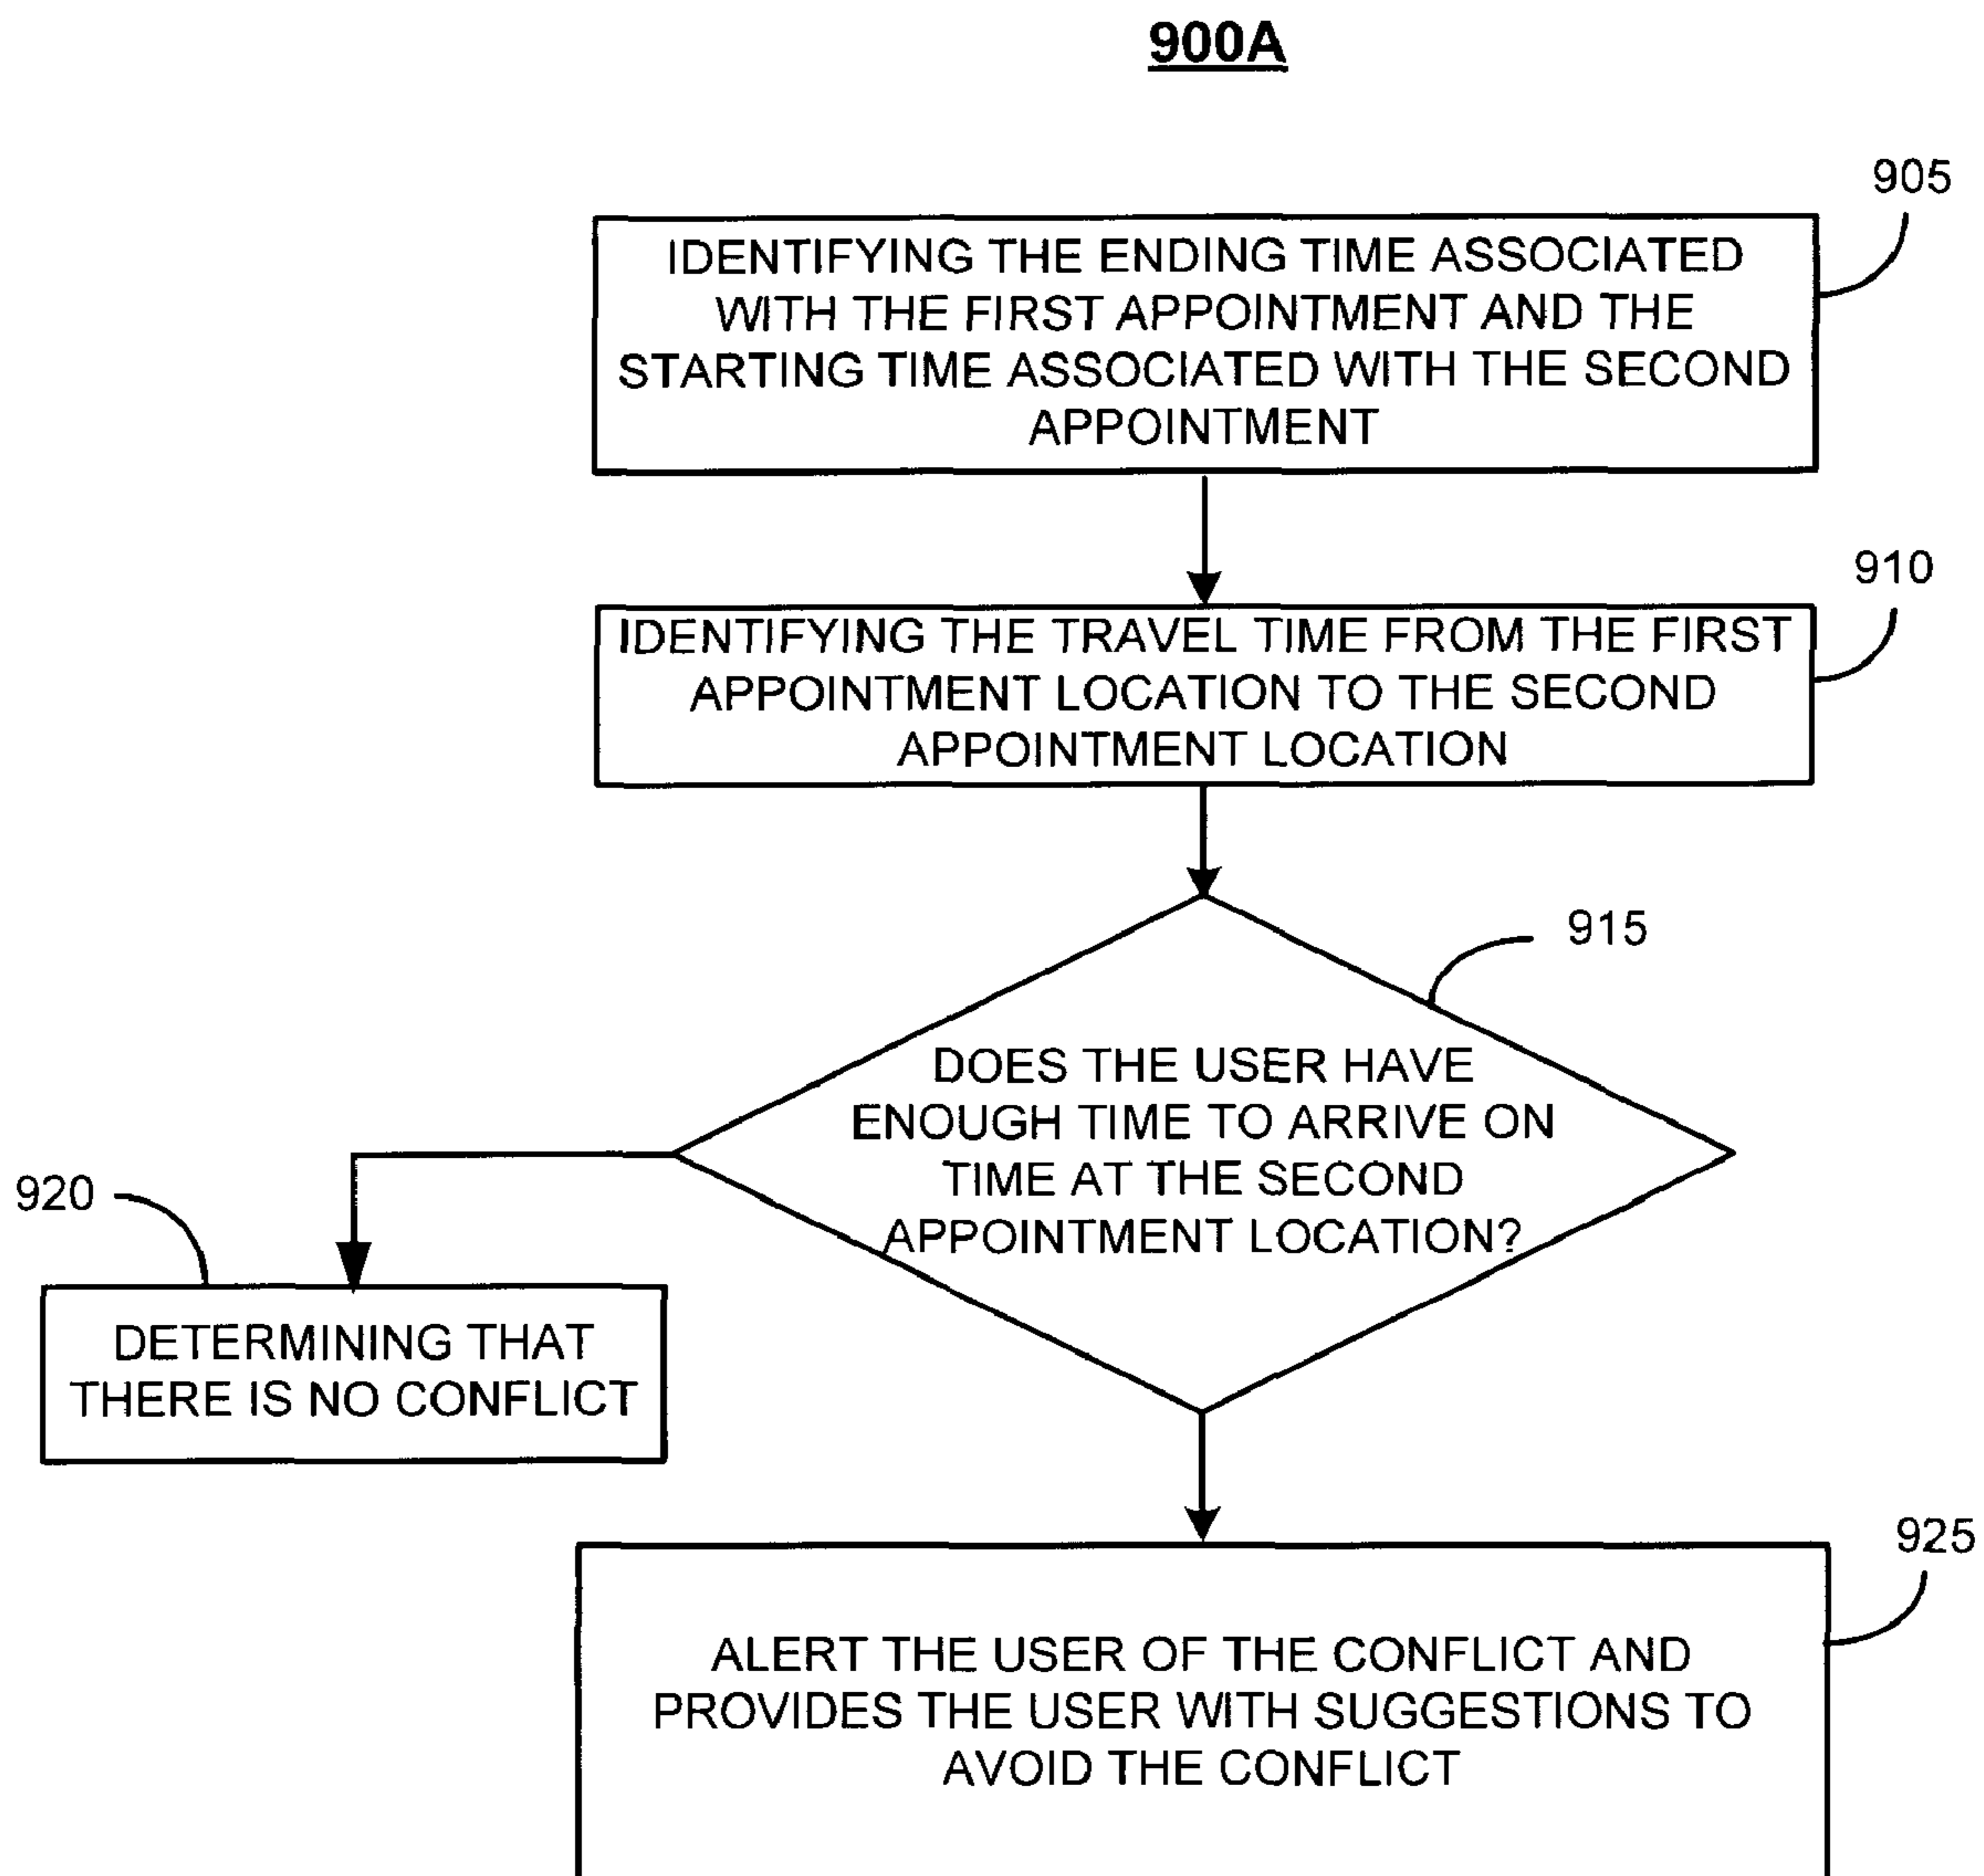 900A
905
IDENTIFYING THE ENDING TIME ASSOCIATED
WITH THE FIRST APPOINTMENT AND THE
STARTING TIME ASSOCIATED WITH THE SECOND
APPOINTMENT
910
IDENTIFYING THE TRAVEL TIME FROM THE FIRST
APPOINTMENT LOCATION TO THE SECOND
APPOINTMENT LOCATION
915
DOES THE USER HAVE
ENOUGH TIME TO ARRIVE ON
TIME AT THE SECOND
APPOINTMENT LOCATION?
920
DETERMINING THAT
THERE IS NO CONFLICT
925
ALERT THE USER OF THE CONFLICT AND
PROVIDES THE USER WITH SUGGESTIONS TO
AVOID THE CONFLICT